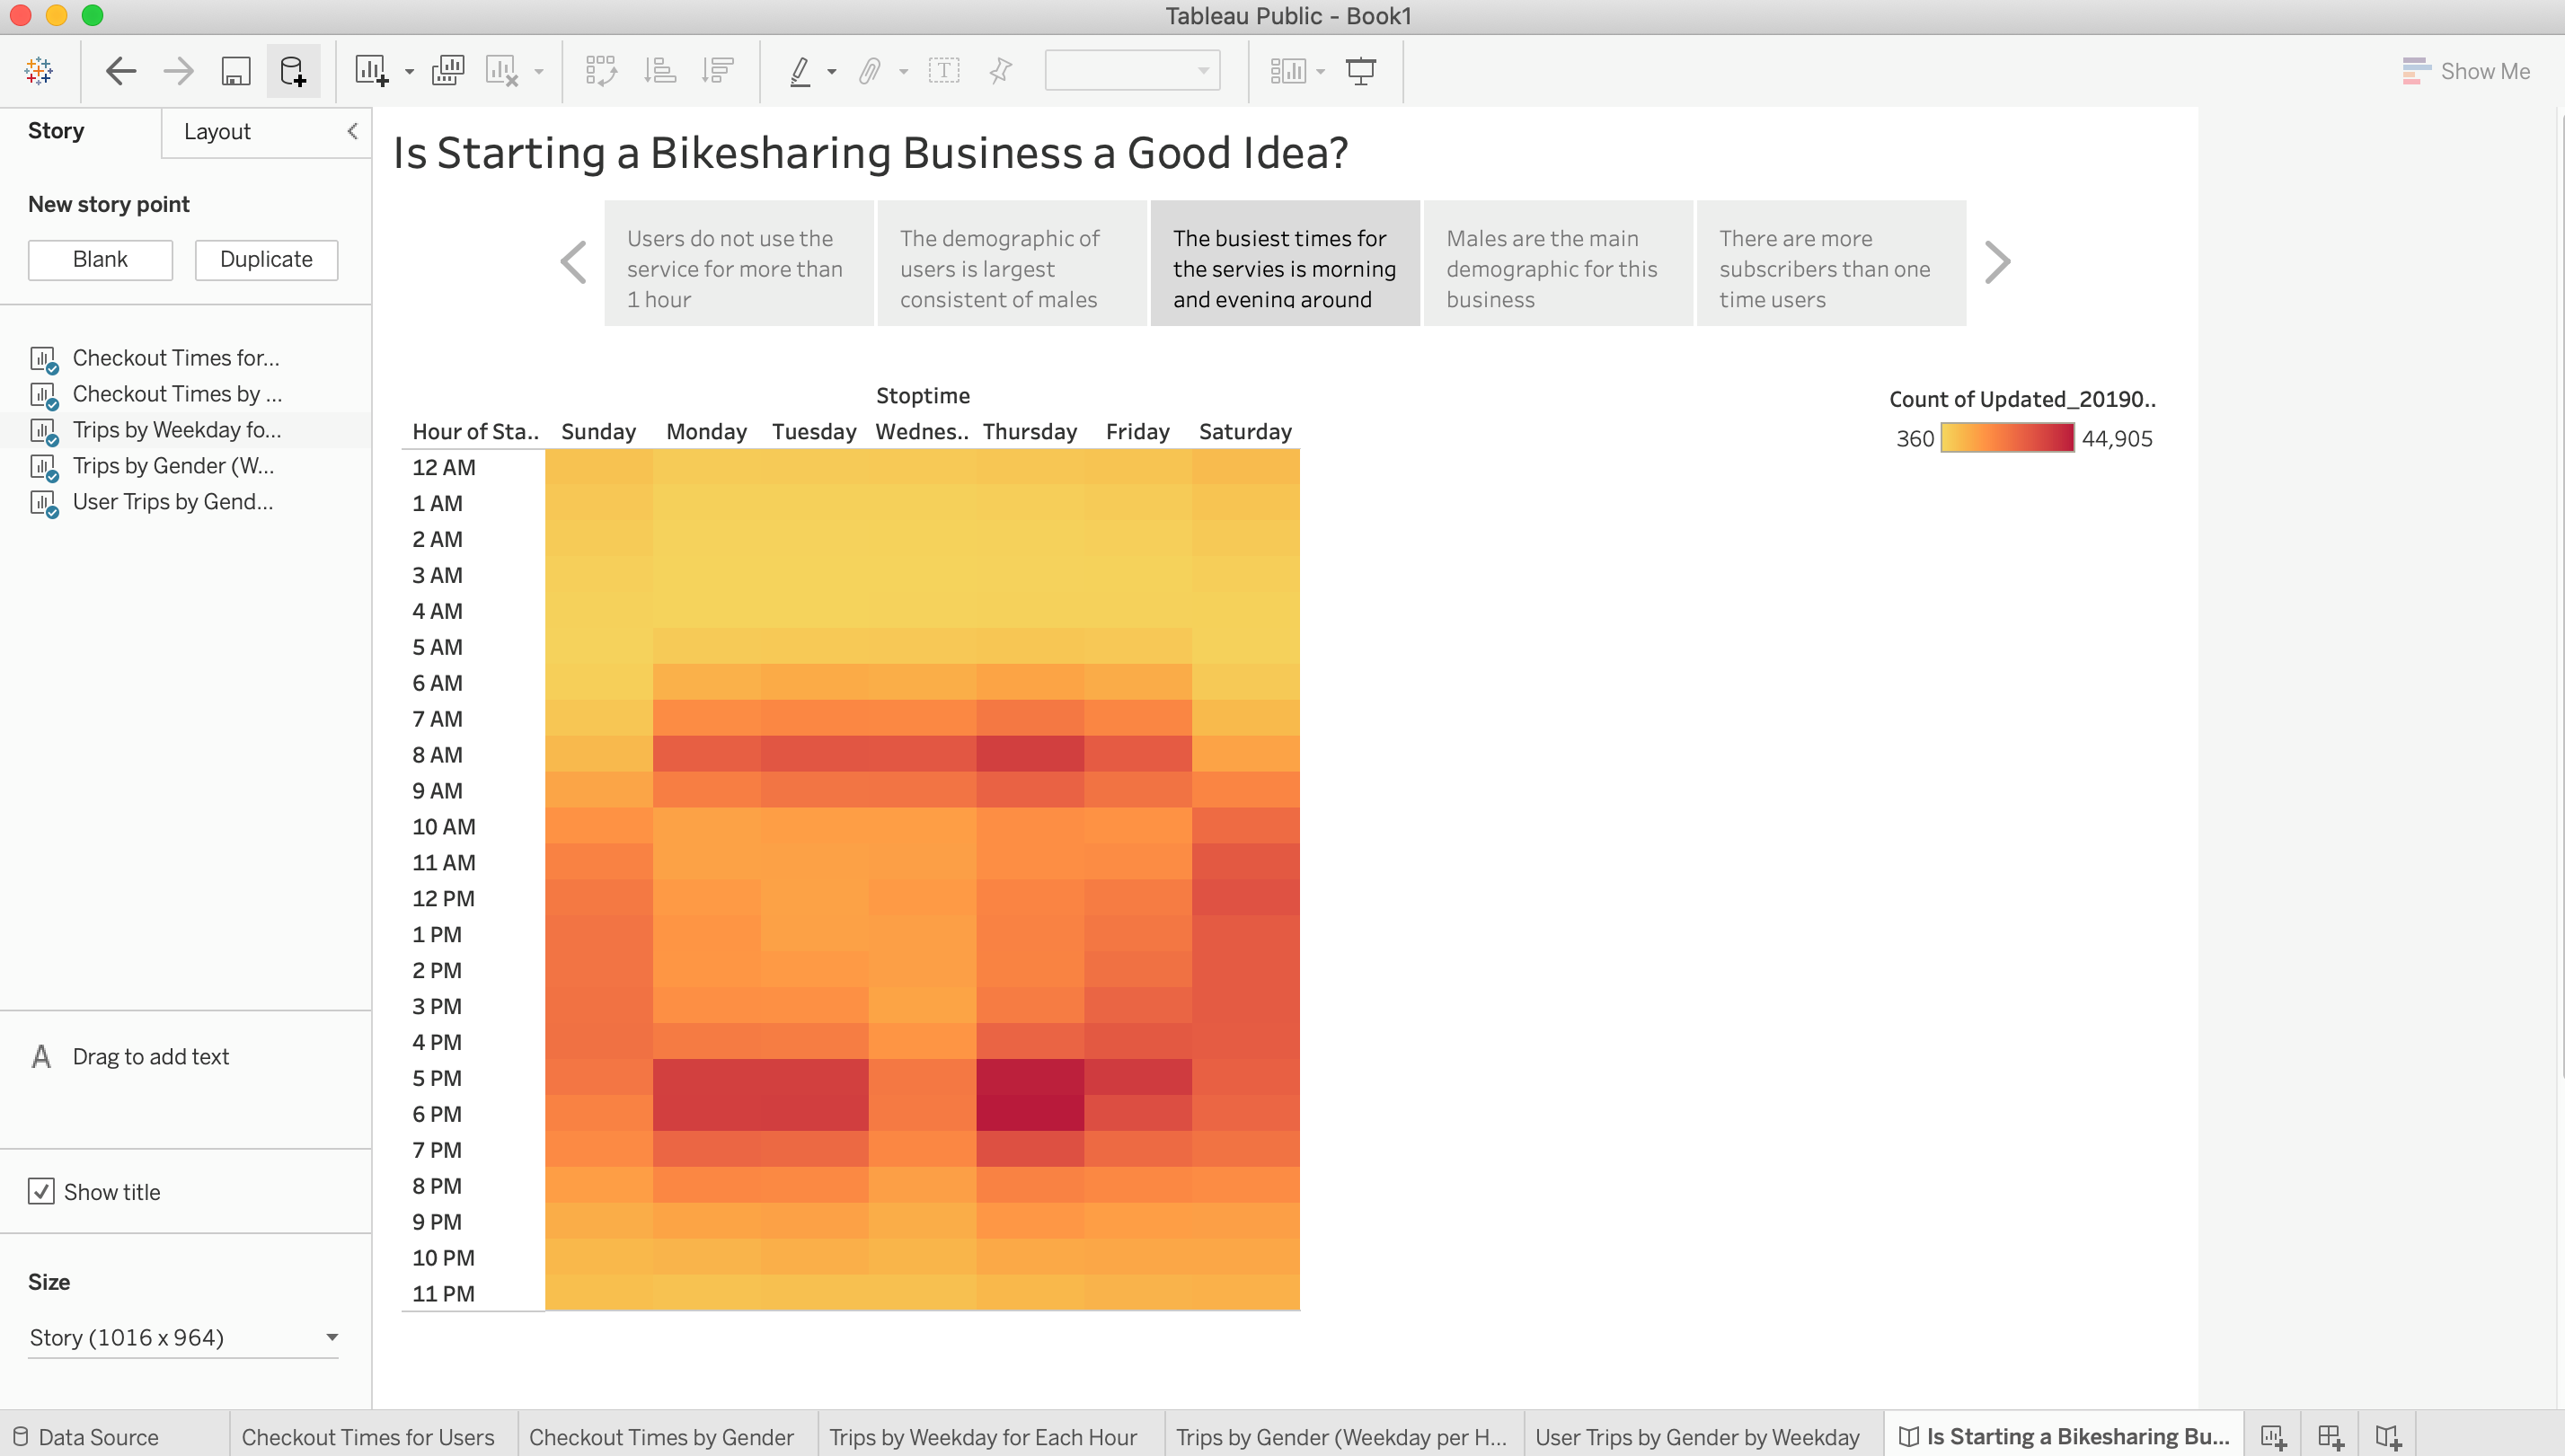 Tableau Public - Book1
Show Me
Story
Layout
New story point
Blank
Duplicate
Checkout Times for...
Checkout Times by ...
Trips by Weekday fo...
Trips by Gender (W...
User Trips by Gend...
A Drag to add text
Show title
Size
Story (1016 x 964)
Is Starting a Bikesharing Business a Good Idea?
Users do not use the
service for more than
1 hour
The demographic of
users is largest
consistent of males
The busiest times for
the servies is morning
and evening around
Males are the main
demographic for this
business
There are more
subscribers than one
time users
Stoptime
Hour of Sta.. Sunday Monday Tuesday Wednes.. Thursday Friday Saturday
12 AM
1 AM
2 AM
3 AM
4 AM
5 AM
6 AM
7 AM
8 AM
9 AM
10 AM
11 AM
12 PM
1 PM
2 PM
3 PM
4 PM
5 PM
6 PM
7 PM
8 PM
9 PM
10 PM
11 PM
Count of Updated_20190..
360 44,905
Data Source
Checkout Times for Users
Checkout Times by Gender
Trips by Weekday for Each Hour
Trips by Gender (Weekday per H...
User Trips by Gender by Weekday
Is Starting a Bikesharing Bu...